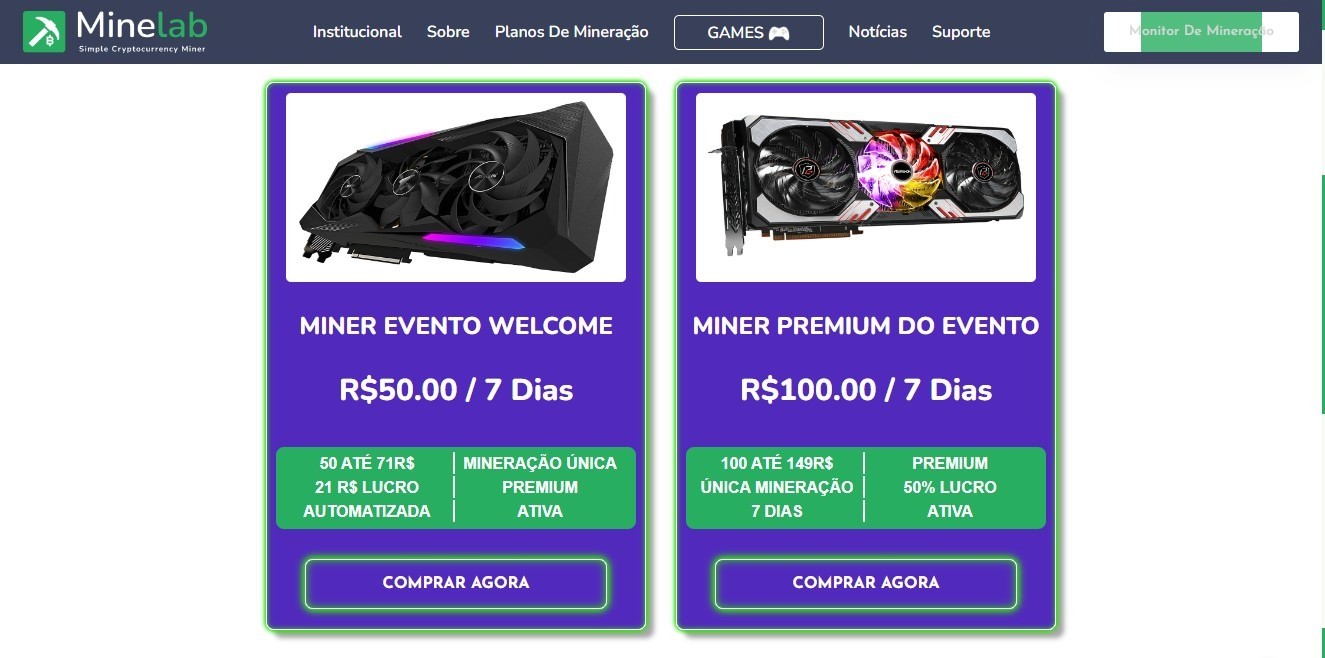 Minelab
Simple Cryptocurrency Miner
Institucional
Sobre
Planos De Mineração
GAMES
Notícias
Suporte
Monitor De Mineração
MINER EVENTO WELCOME
R$50.00 / 7 Dias
50 ATÉ 71R$
MINERAÇÃO ÚNICA
21 R$ LUCRO
PREMIUM
AUTOMATIZADA
ATIVA
COMPRAR AGORA
MINER PREMIUM DO EVENTO
R$100.00 / 7 Dias
100 ATÉ 149R$
PREMIUM
ÚNICA MINERAÇÃO
50% LUCRO
7 DIAS
ATIVA
COMPRAR AGORA